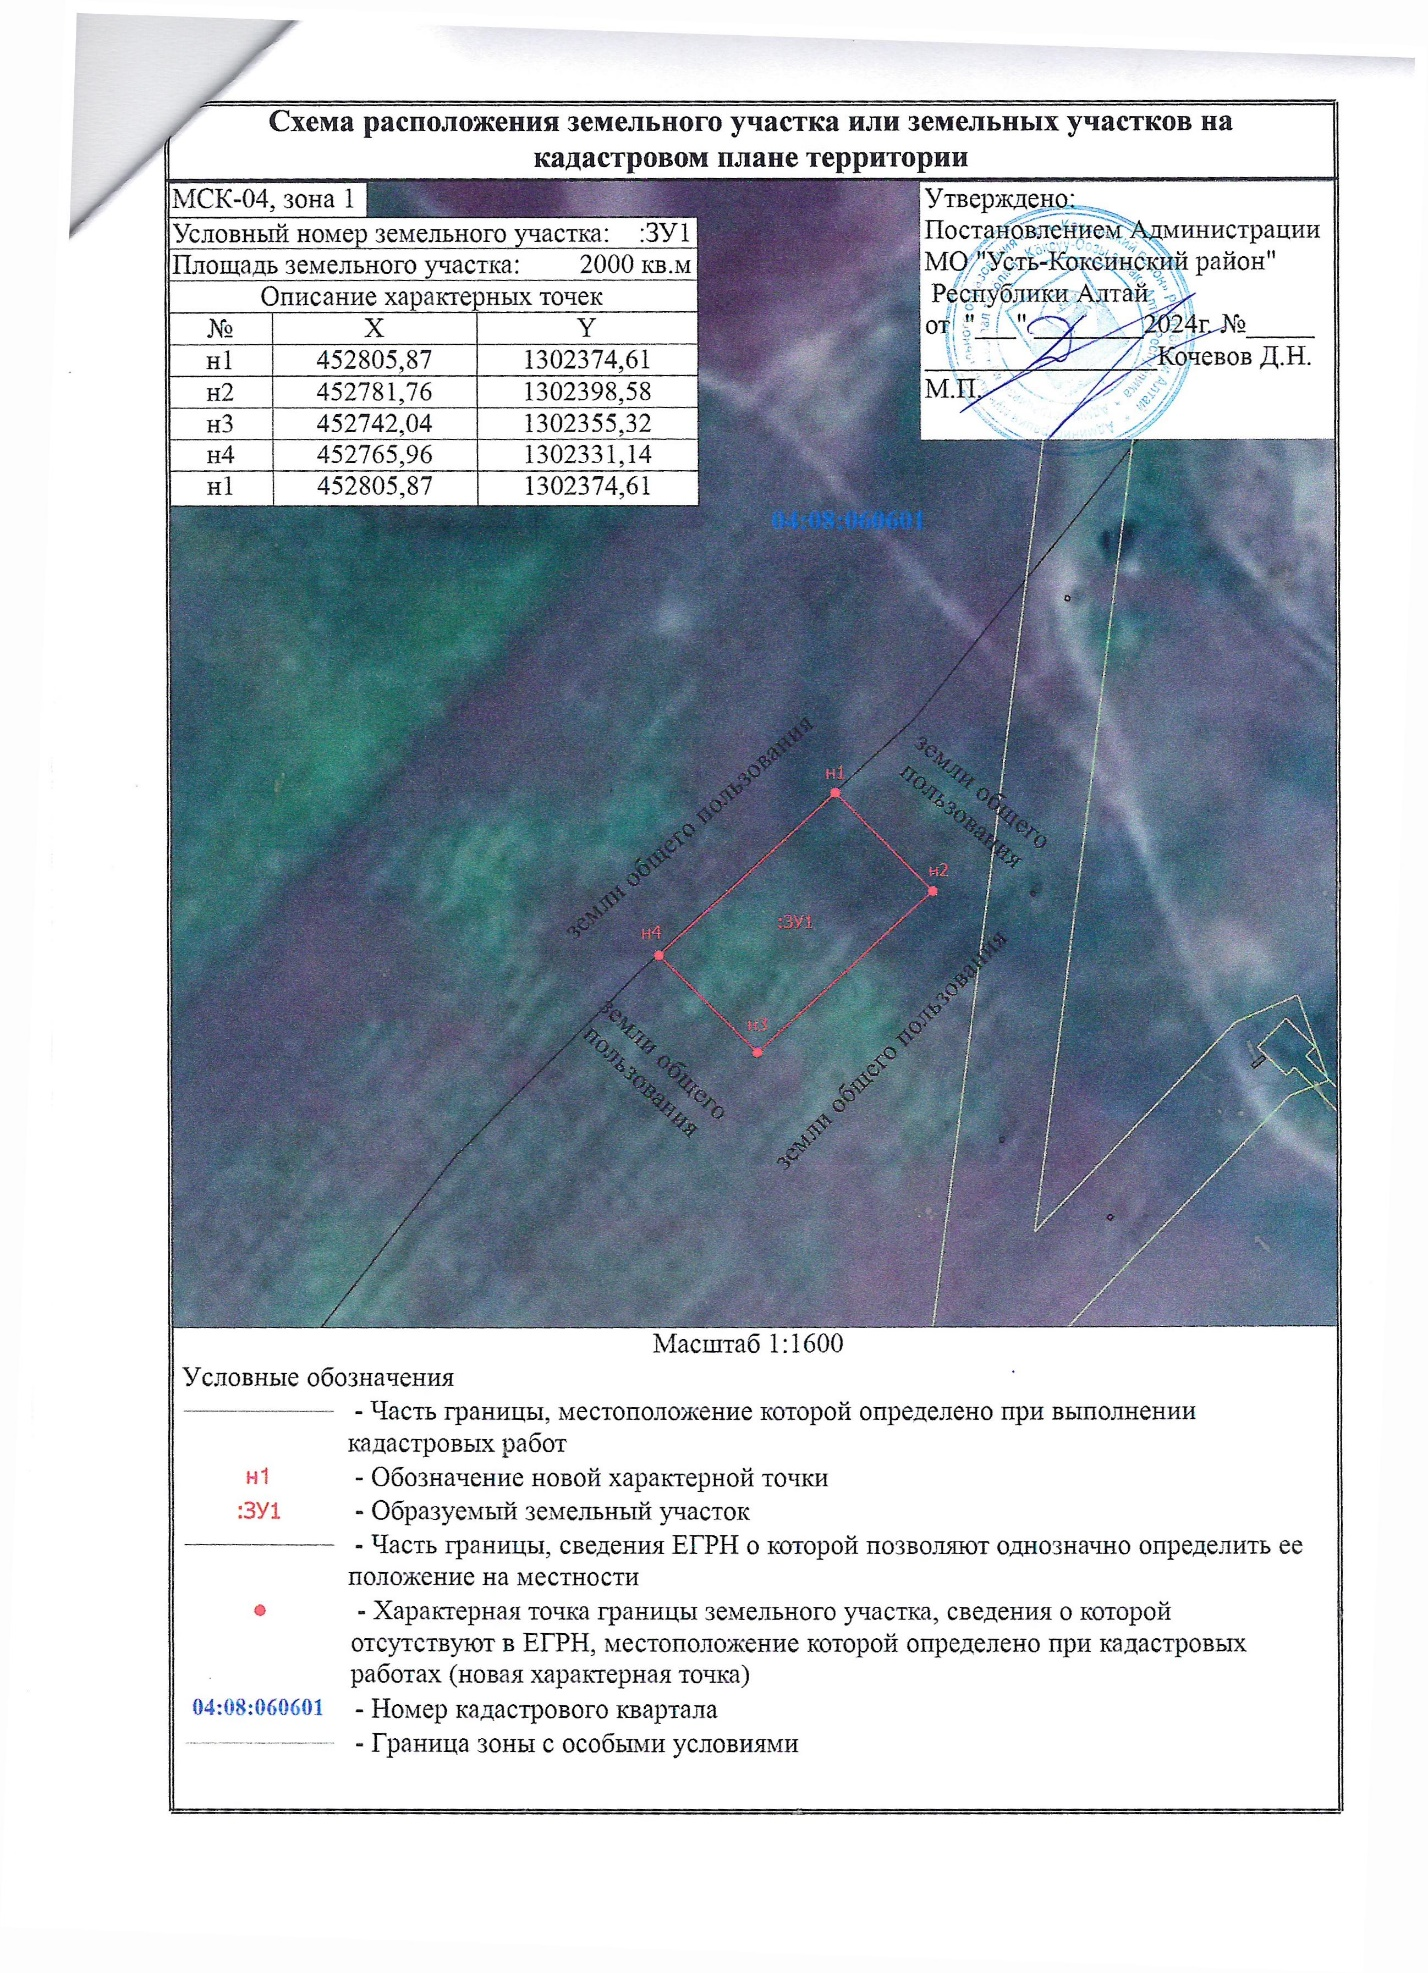 Схема расположения земельного участка или земельных участков на
кадастровом плане территории
МСК-04, зона 1
Условный номер земельного участка: :ЗУ1
Площадь земельного участка: 2000 кв.м
Описание характерных точек
№ X Y
н1 452805,87 1302374,61
н2 452781,76 1302398,58
н3 452742,04 1302355,32
н4 452765,96 1302331,14
н1 452805,87 1302374,61
Утверждено:
Постановлением Администрации
МО "Усть-Коксинский район"
Республики Алтай
от "___"________2024г. №_____
_________________Кочевов Д.Н.
М.П.
04:08:060601
земли общего пользования
н1
земли общего
пользования
н2
:ЗУ1
н4
н3
земли общего
пользования
земли общего пользования
Масштаб 1:1600
Условные обозначения
- Часть границы, местоположение которой определено при выполнении
кадастровых работ
н1 - Обозначение новой характерной точки
:ЗУ1 - Образуемый земельный участок
- Часть границы, сведения ЕГРН о которой позволяют однозначно определить ее
положение на местности
- Характерная точка границы земельного участка, сведения о которой
отсутствуют в ЕГРН, местоположение которой определено при кадастровых
работах (новая характерная точка)
04:08:060601 - Номер кадастрового квартала
- Граница зоны с особыми условиями